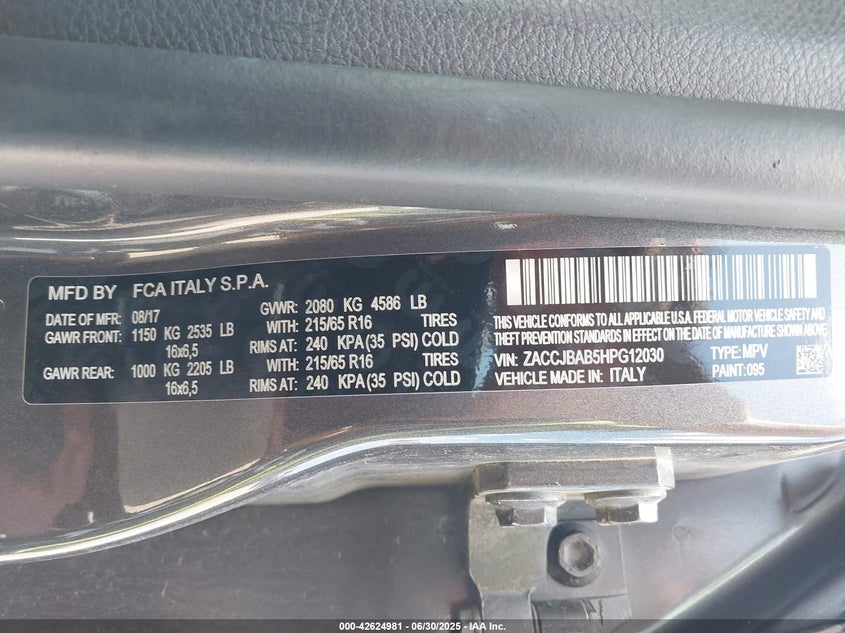 MFD BY FCA ITALY S.P.A.
DATE OF MFR: 08/17
GAWR FRONT: 1150 KG 2535 LB
16x6,5
GAWR REAR: 1000 KG 2205 LB
16x6,5
GVWR: 2080 KG 4586 LB
WITH: 215/65 R16 TIRES
RIMS AT: 240 KPA(35 PSI) COLD
WITH: 215/65 R16 TIRES
RIMS AT: 240 KPA(35 PSI) COLD
THIS VEHICLE CONFORMS TO ALL APPLICABLE U.S.A. FEDERAL MOTOR VEHICLE SAFETY AND
THEFT PREVENTION STANDARDS IN EFFECT ON THE DATE OF MANUFACTURE SHOWN ABOVE.
VIN: ZACCJBAB5HPG12030 TYPE:MPV
VEHICLE MADE IN: ITALY PAINT:095
000-42624981 - 06/30/2025 - IAA Inc.